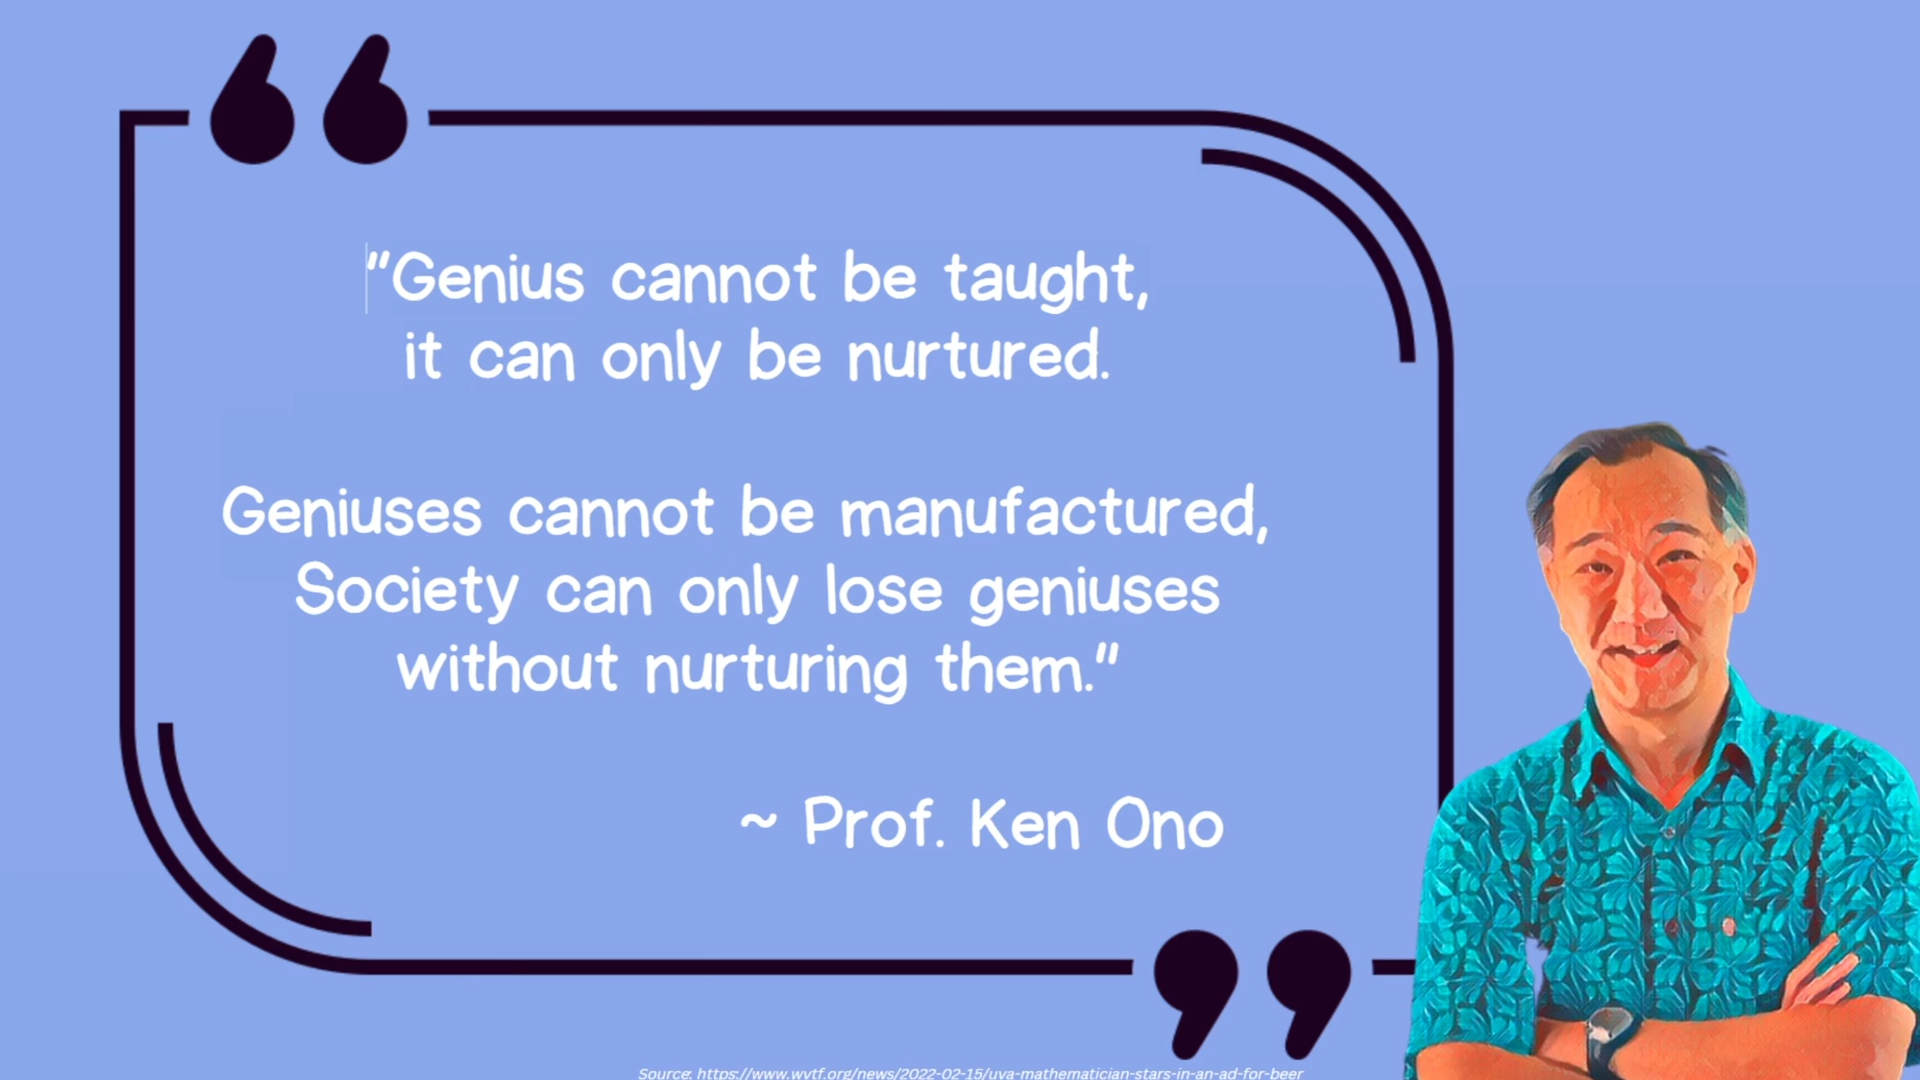 "Genius cannot be taught,
it can only be nurtured.
Geniuses cannot be manufactured,
Society can only lose geniuses
without nurturing them."
~ Prof. Ken Ono
Source: https://www.wvtf.org/news/2022-02-15/uva-mathematician-stars-in-an-ad-for-beer